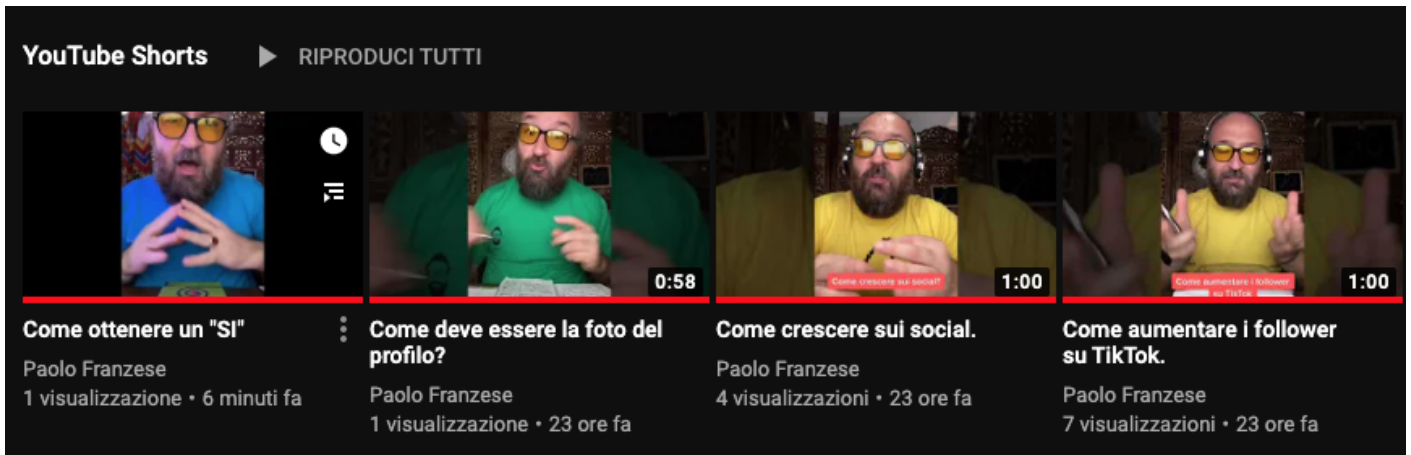 YouTube Shorts
RIPRODUCI TUTTI
0:58
1:00
1:00
Come crescere sui social?
Come aumentare i follower
su TikTok
Come ottenere un "SI"
Paolo Franzese
1 visualizzazione • 6 minuti fa
Come deve essere la foto del
profilo?
Paolo Franzese
1 visualizzazione • 23 ore fa
Come crescere sui social.
Paolo Franzese
4 visualizzazioni • 23 ore fa
Come aumentare i follower
su TikTok.
Paolo Franzese
7 visualizzazioni • 23 ore fa